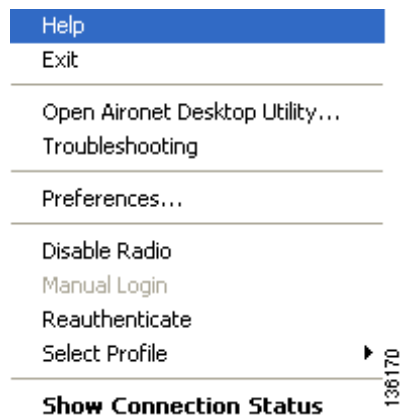 Help
Exit
Open Aironet Desktop Utility...
Troubleshooting
Preferences...
Disable Radio
Manual Login
Reauthenticate
Select Profile
Show Connection Status
136170